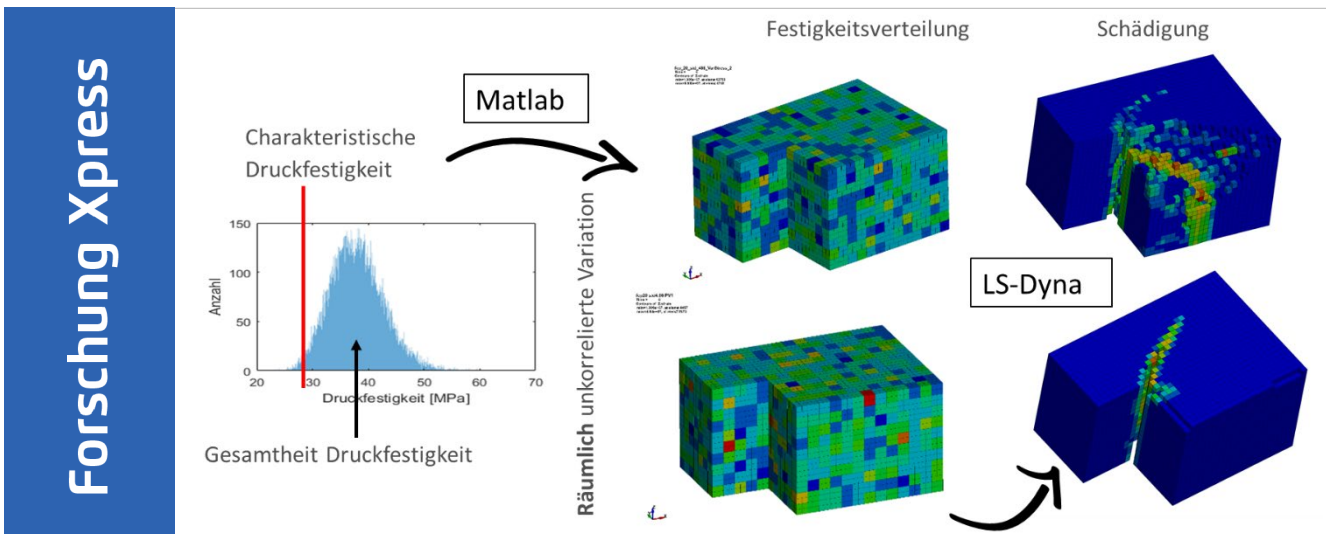 Forschung Xpress
Festigkeitsverteilung
Schädigung
Matlab
Charakteristische
Druckfestigkeit
150
100
50
0
Anzahl
20 30 40 50 60 70
Druckfestigkeit [MPa]
Gesamtheit Druckfestigkeit
Räumlich unkorrelierte Variation
LS-Dyna